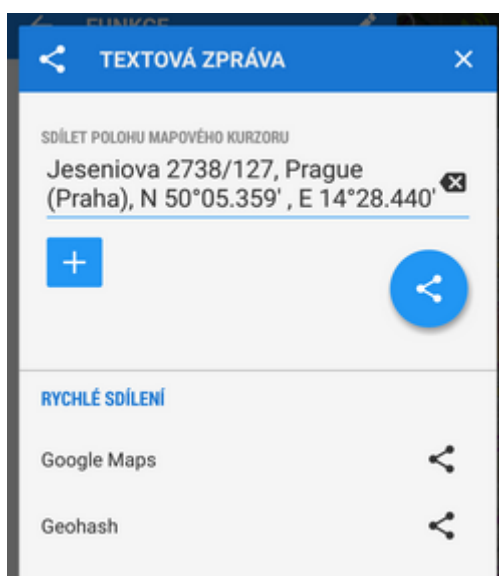 FUNKCE
TEXTOVÁ ZPRÁVA
SDÍLET POLOHU MAPOVÉHO KURZORU
Jeseniova 2738/127, Prague
(Praha), N 50°05.359' , E 14°28.440'
RYCHLÉ SDÍLENÍ
Google Maps
Geohash